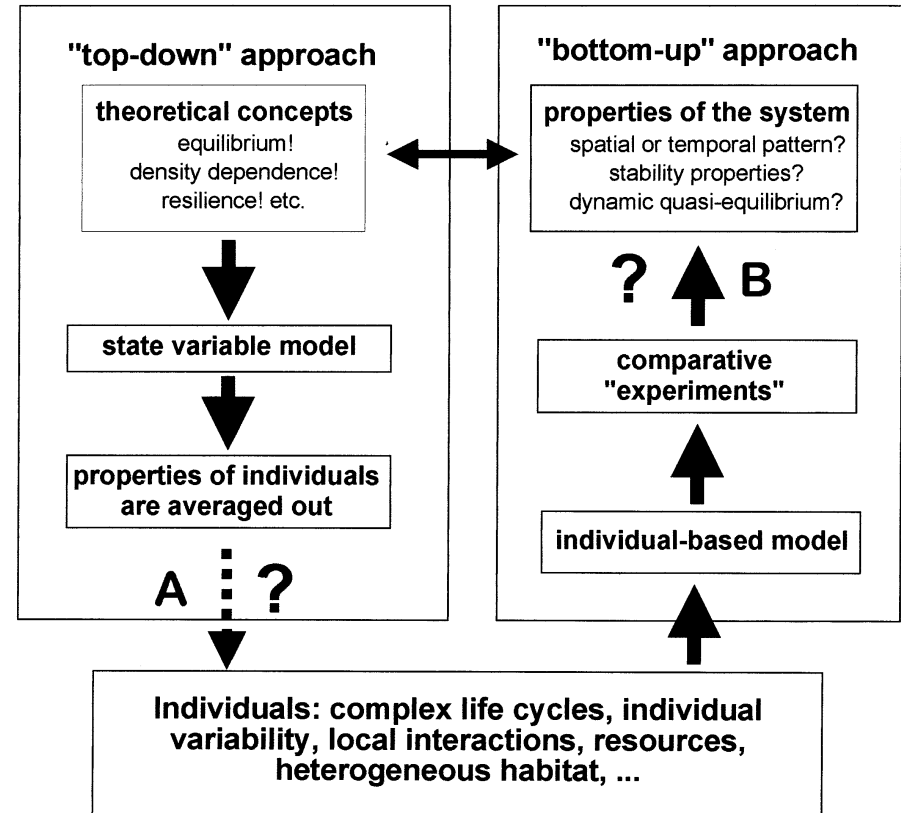 "top-down" approach
theoretical concepts
equilibrium!
density dependence!
resilience! etc.
state variable model
properties of individuals
are averaged out
A ?
"bottom-up" approach
properties of the system
spatial or temporal pattern?
stability properties?
dynamic quasi-equilibrium?
? B
comparative
"experiments"
individual-based model
Individuals: complex life cycles, individual
variability, local interactions, resources,
heterogeneous habitat, ...